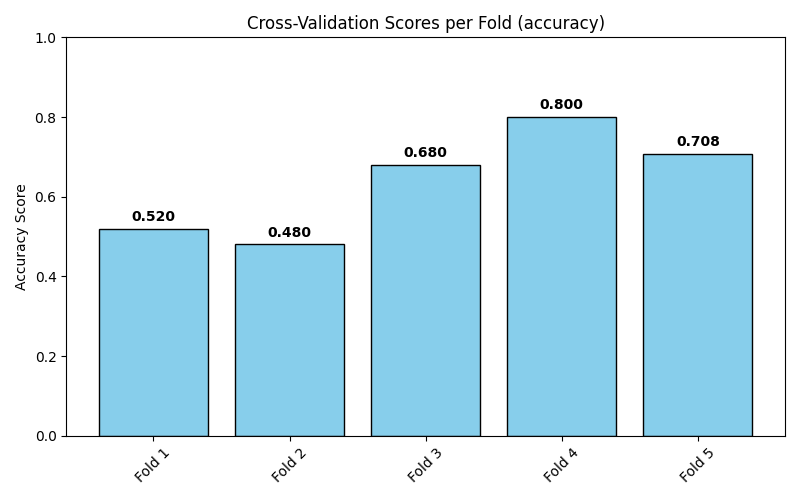 Cross-Validation Scores per Fold (accuracy)
1.0
0.8
0.6
0.4
0.2
0.0
Accuracy Score
0.520
0.480
0.680
0.800
0.708
Fold 1
Fold 2
Fold 3
Fold 4
Fold 5